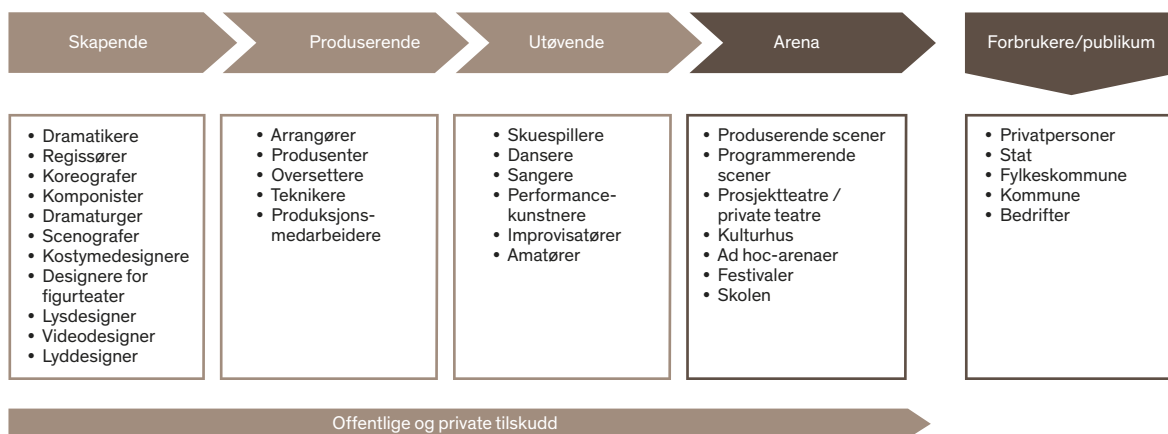 Skapende
Produserende
Utøvende
Arena
Forbrukere/publikum
• Dramatikere
• Regissører
• Koreografer
• Komponister
• Dramaturger
• Scenografer
• Kostymedesignere
• Designere for
figurteater
• Lysdesigner
• Videodesigner
• Lyddesigner
• Arrangører
• Produsenter
• Oversettere
• Teknikere
• Produksjons-
medarbeidere
• Skuespillere
• Dansere
• Sangere
• Performance-
kunstnere
• Improvisatører
• Amatører
• Produserende scener
• Programmerende
scener
• Prosjektteatre /
private teatre
• Kulturhus
• Ad hoc-arenaer
• Festivaler
• Skolen
• Privatpersoner
• Stat
• Fylkeskommune
• Kommune
• Bedrifter
Offentlige og private tilskudd